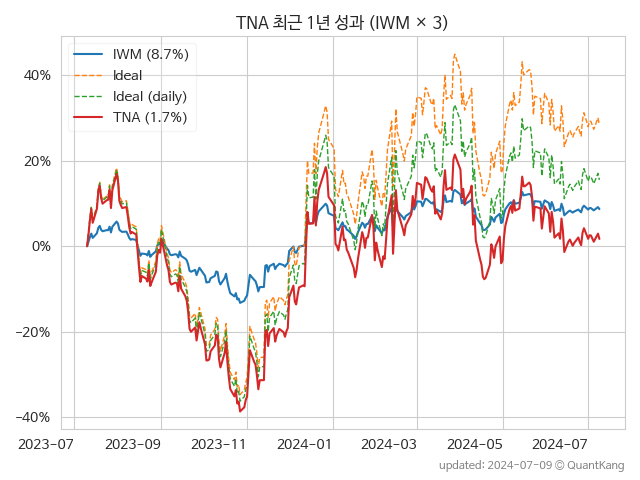 TNA 최근 1년 성과 (IWM × 3)
IWM (8.7%)
Ideal
Ideal (daily)
TNA (1.7%)
40%
20%
0%
−20%
−40%
2023-07 2023-09 2023-11 2024-01 2024-03 2024-05 2024-07
updated: 2024-07-09 © QuantKang